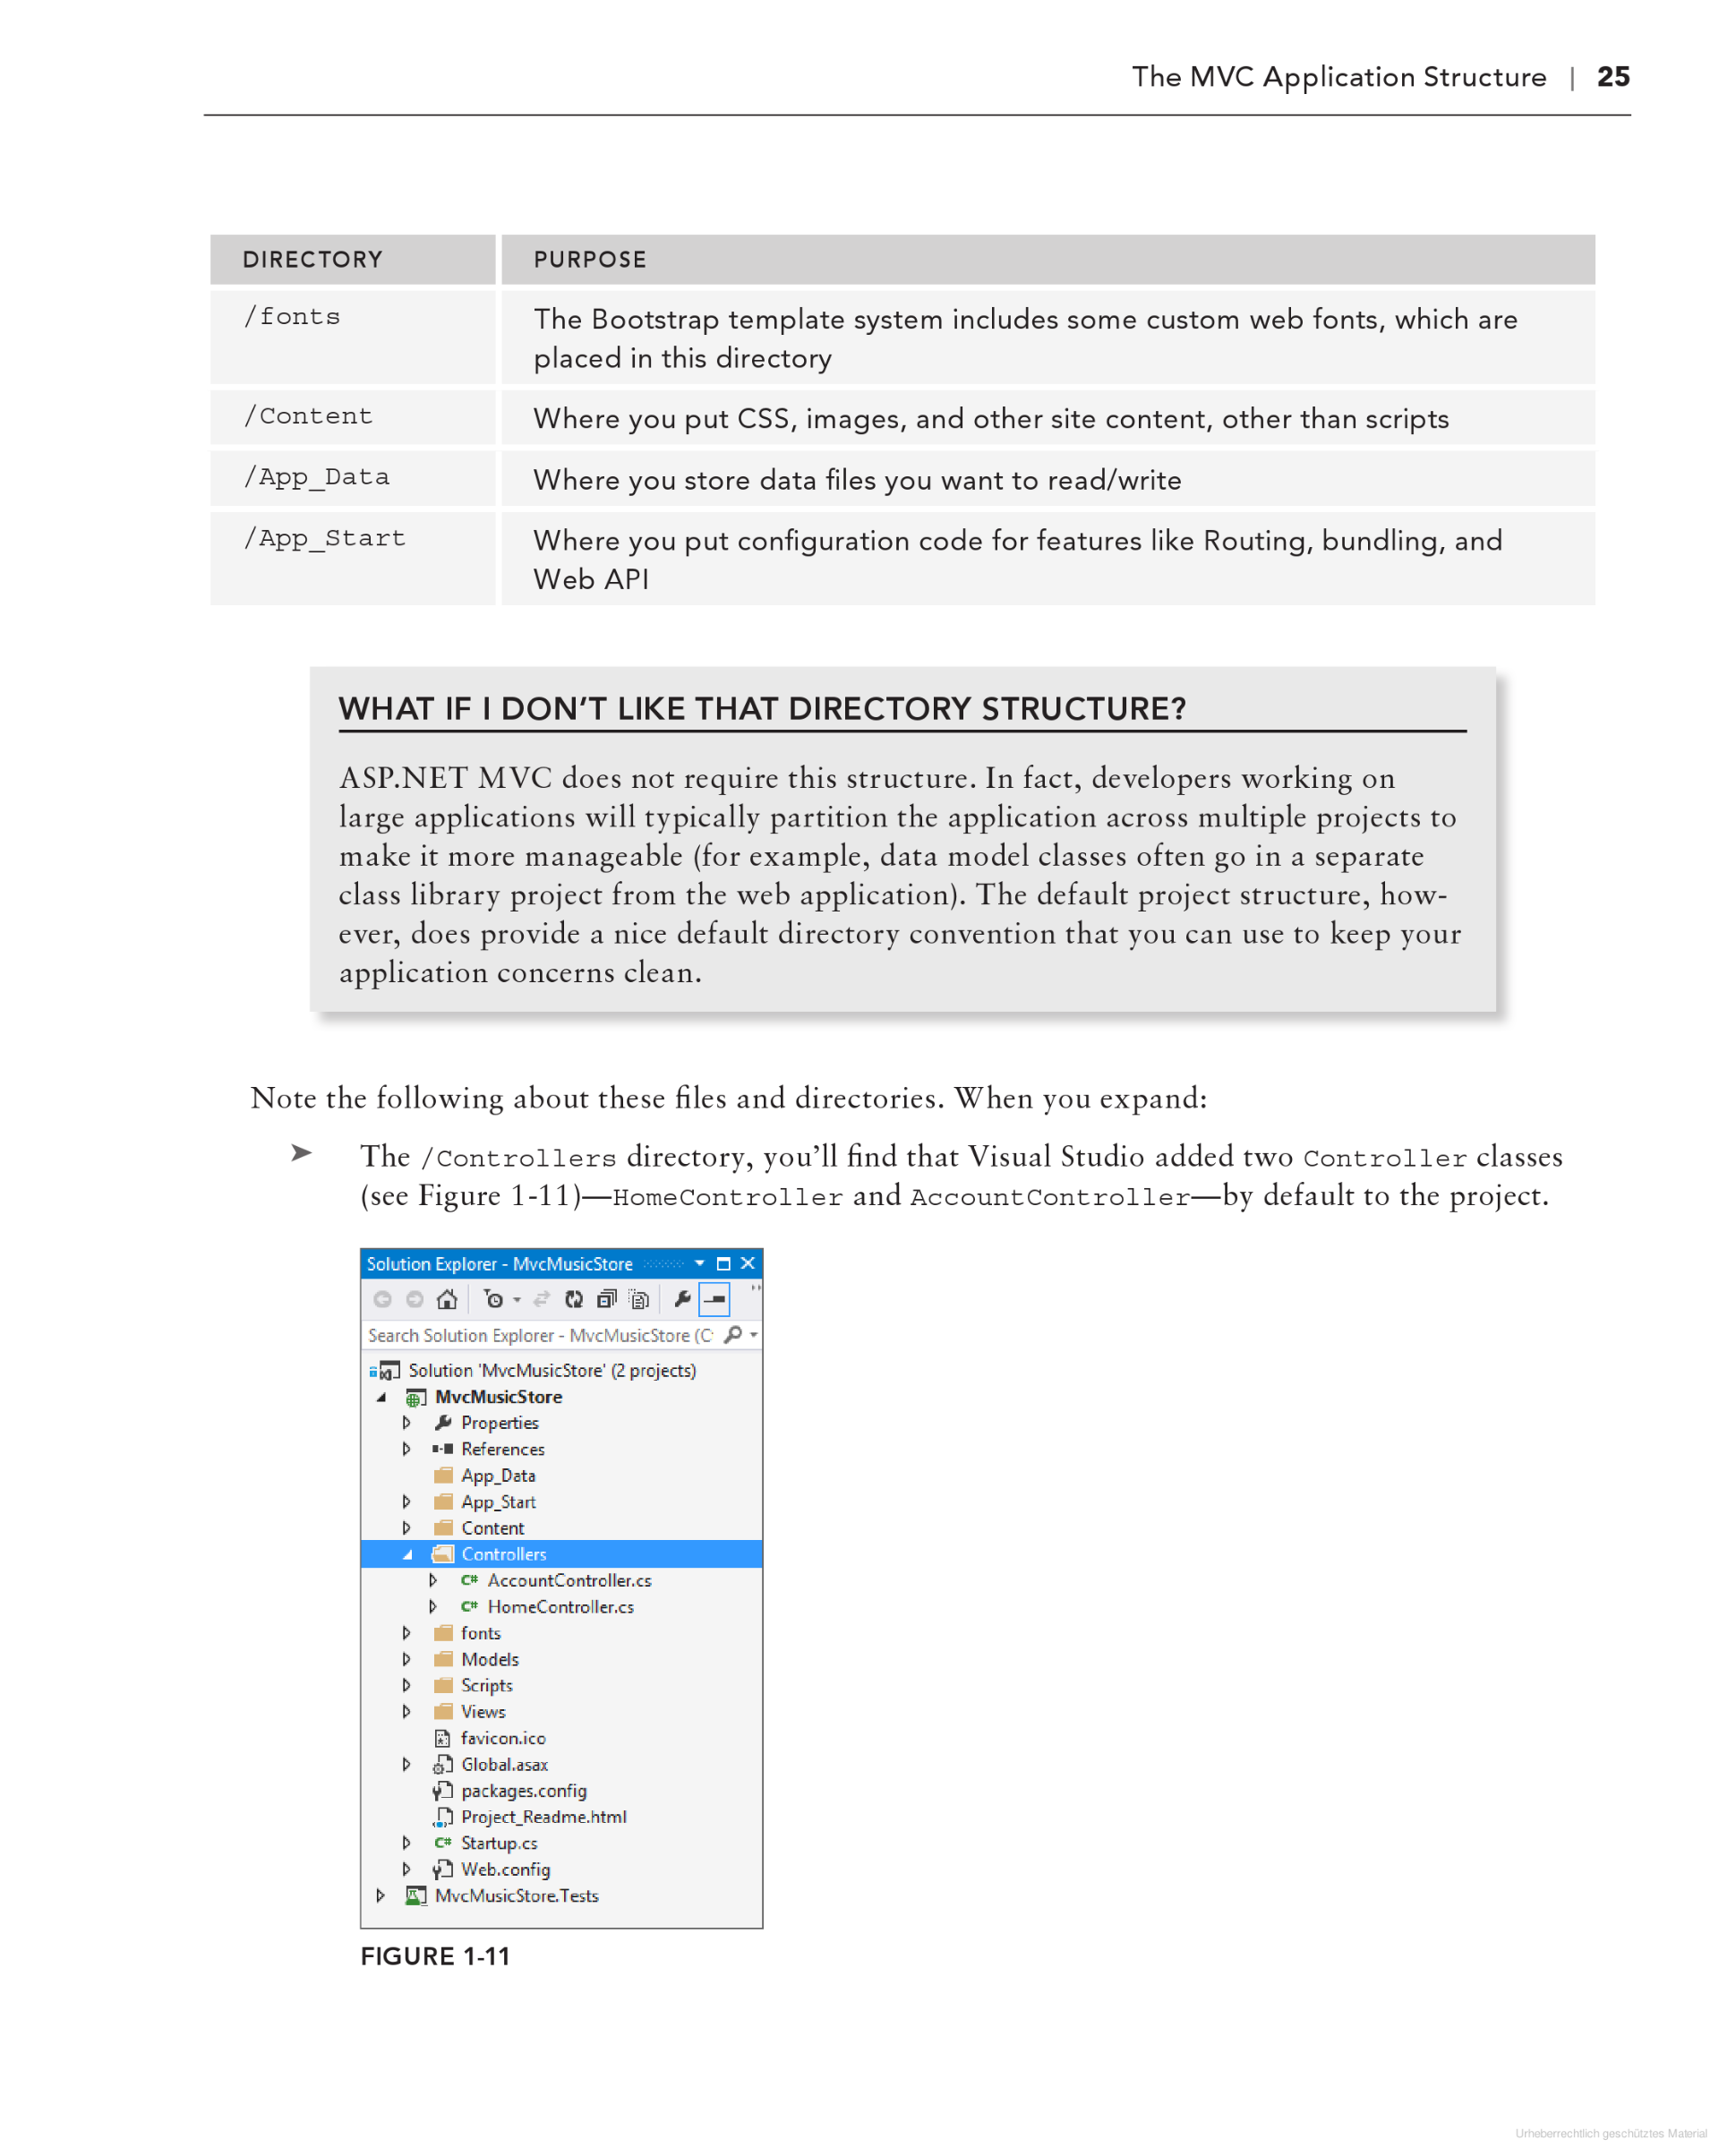 The MVC Application Structure | 25
DIRECTORY PURPOSE
/fonts The Bootstrap template system includes some custom web fonts, which are
placed in this directory
/Content Where you put CSS, images, and other site content, other than scripts
/App_Data Where you store data files you want to read/write
/App_Start Where you put configuration code for features like Routing, bundling, and
Web API
WHAT IF I DON'T LIKE THAT DIRECTORY STRUCTURE?
ASP.NET MVC does not require this structure. In fact, developers working on
large applications will typically partition the application across multiple projects to
make it more manageable (for example, data model classes often go in a separate
class library project from the web application). The default project structure, how-
ever, does provide a nice default directory convention that you can use to keep your
application concerns clean.
Note the following about these files and directories. When you expand:
➤ The /Controllers directory, you'll find that Visual Studio added two Controller classes
(see Figure 1-11)—HomeController and AccountController—by default to the project.
Solution Explorer - MvcMusicStore
Search Solution Explorer - MvcMusicStore (C
Solution 'MvcMusicStore' (2 projects)
MvcMusicStore
Properties
References
App_Data
App_Start
Content
Controllers
C# AccountController.cs
C# HomeController.cs
fonts
Models
Scripts
Views
favicon.ico
Global.asax
packages.config
Project_Readme.html
C# Startup.cs
Web.config
MvcMusicStore.Tests
FIGURE 1-11
Urheberrechtlich geschütztes Material